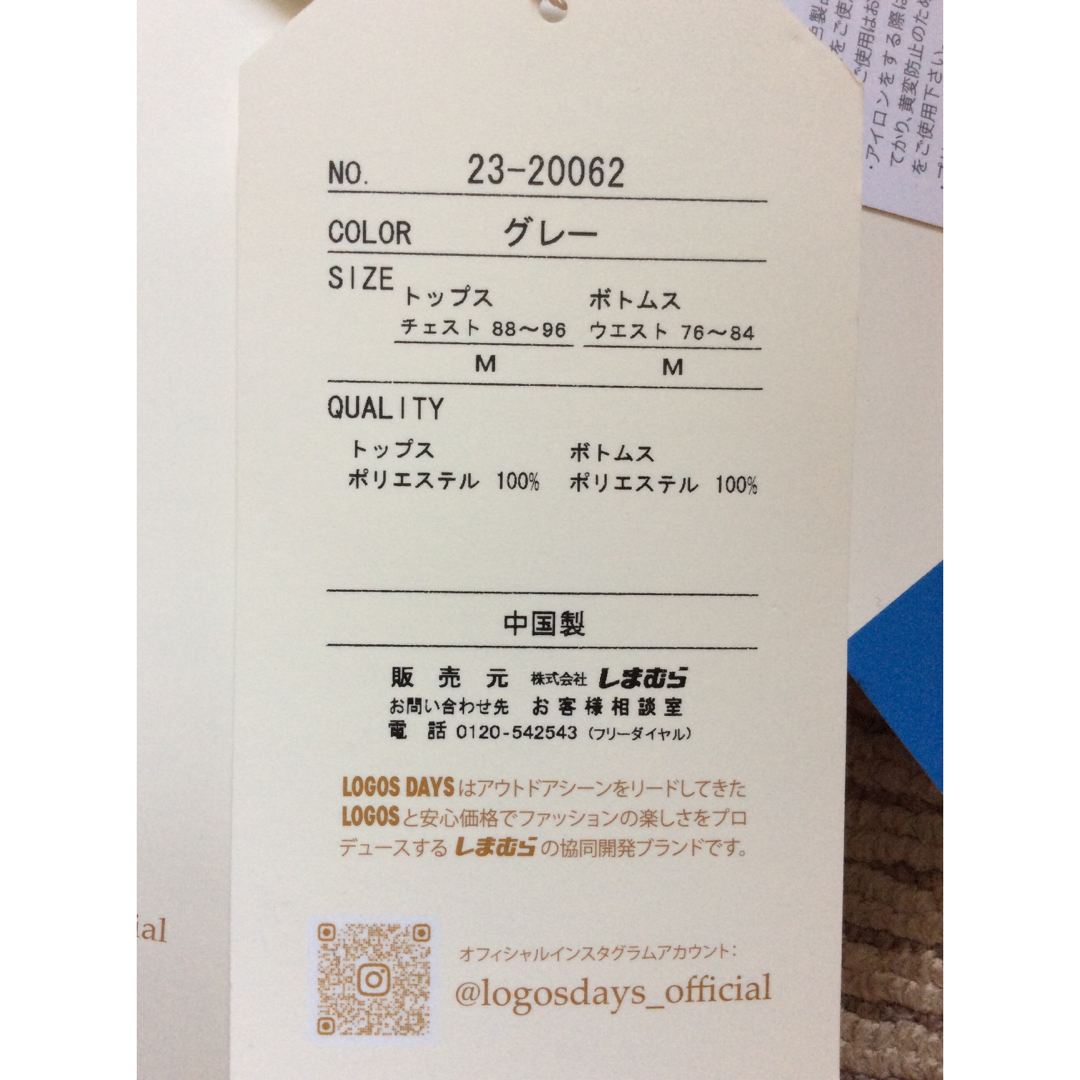 NO. 23-20062
COLOR グレー
SIZE
トップス ボトムス
チェスト 88〜96 ウエスト 76〜84
M M
QUALITY
トップス ボトムス
ポリエステル 100% ポリエステル 100%
中国製
販売元 株式会社 しまむら
お問い合わせ先 お客様相談室
電話 0120-542543 (フリーダイヤル)
LOGOS DAYS はアウトドアシーンをリードしてきた
LOGOS と安心価格でファッションの楽しさをプロ
デュースする しまむら の協同開発ブランドです。
オフィシャルインスタグラムアカウント:
@logosdays_official
ial
をご使
ご使用はお
・アイロンをする際は
てかり、黄変防止のため
をご使用下さい。